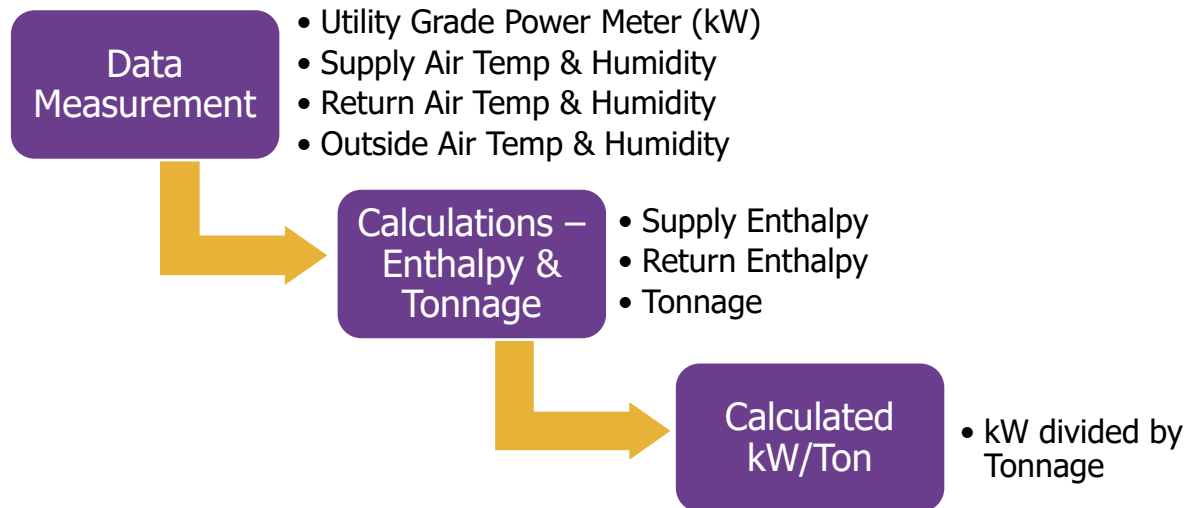 Data
Measurement
• Utility Grade Power Meter (kW)
• Supply Air Temp & Humidity
• Return Air Temp & Humidity
• Outside Air Temp & Humidity
Calculations –
Enthalpy &
Tonnage
• Supply Enthalpy
• Return Enthalpy
• Tonnage
Calculated
kW/Ton
• kW divided by
Tonnage